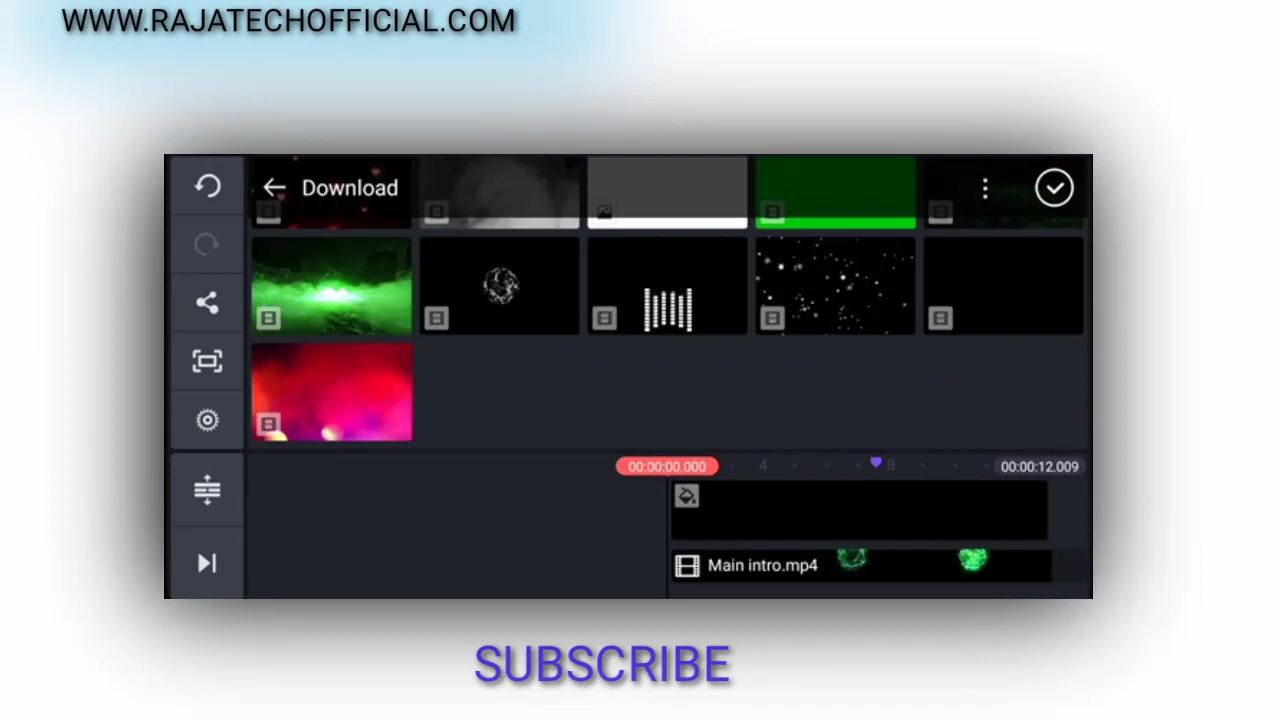 WWW.RAJATECHOFFICIAL.COM
Download
00:00:00.000
4
8
00:00:12.009
Main intro.mp4
SUBSCRIBE